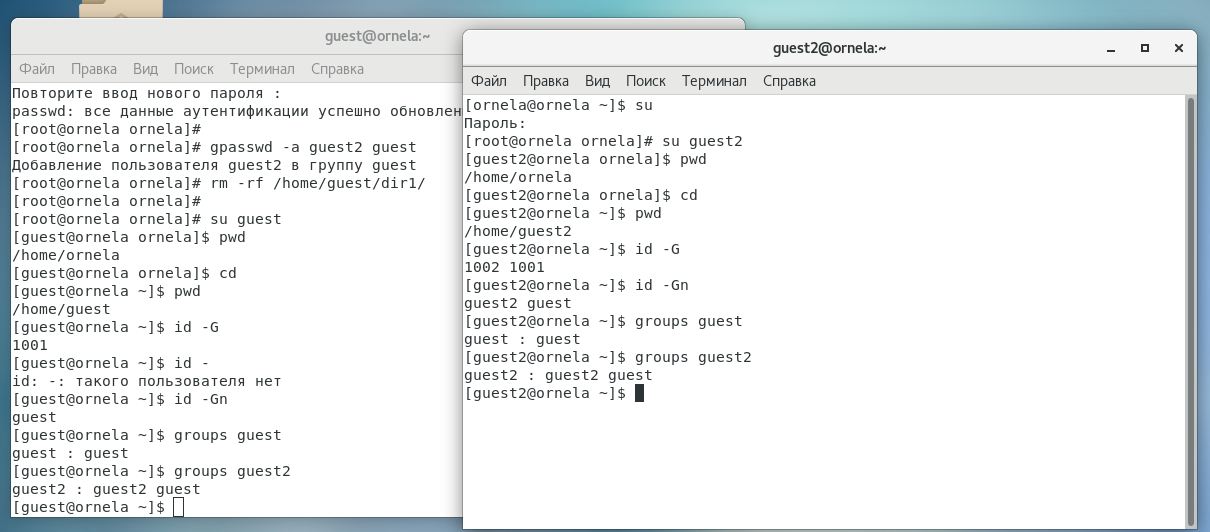 guest@ornela:~
Файл Правка Вид Поиск Терминал Справка
Повторите ввод нового пароля :
passwd: все данные аутентификации успешно обновлен
[root@ornela ornela]#
[root@ornela ornela]# gpasswd -a guest2 guest
Добавление пользователя guest2 в группу guest
[root@ornela ornela]# rm -rf /home/guest/dir1/
[root@ornela ornela]#
[root@ornela ornela]# su guest
[guest@ornela ornela]$ pwd
/home/ornela
[guest@ornela ornela]$ cd
[guest@ornela ~]$ pwd
/home/guest
[guest@ornela ~]$ id -G
1001
[guest@ornela ~]$ id -
id: -: такого пользователя нет
[guest@ornela ~]$ id -Gn
guest
[guest@ornela ~]$ groups guest
guest : guest
[guest@ornela ~]$ groups guest2
guest2 : guest2 guest
[guest@ornela ~]$
guest2@ornela:~
Файл Правка Вид Поиск Терминал Справка
[ornela@ornela ~]$ su
Пароль:
[root@ornela ornela]# su guest2
[guest2@ornela ornela]$ pwd
/home/ornela
[guest2@ornela ornela]$ cd
[guest2@ornela ~]$ pwd
/home/guest2
[guest2@ornela ~]$ id -G
1002 1001
[guest2@ornela ~]$ id -Gn
guest2 guest
[guest2@ornela ~]$ groups guest
guest : guest
[guest2@ornela ~]$ groups guest2
guest2 : guest2 guest
[guest2@ornela ~]$